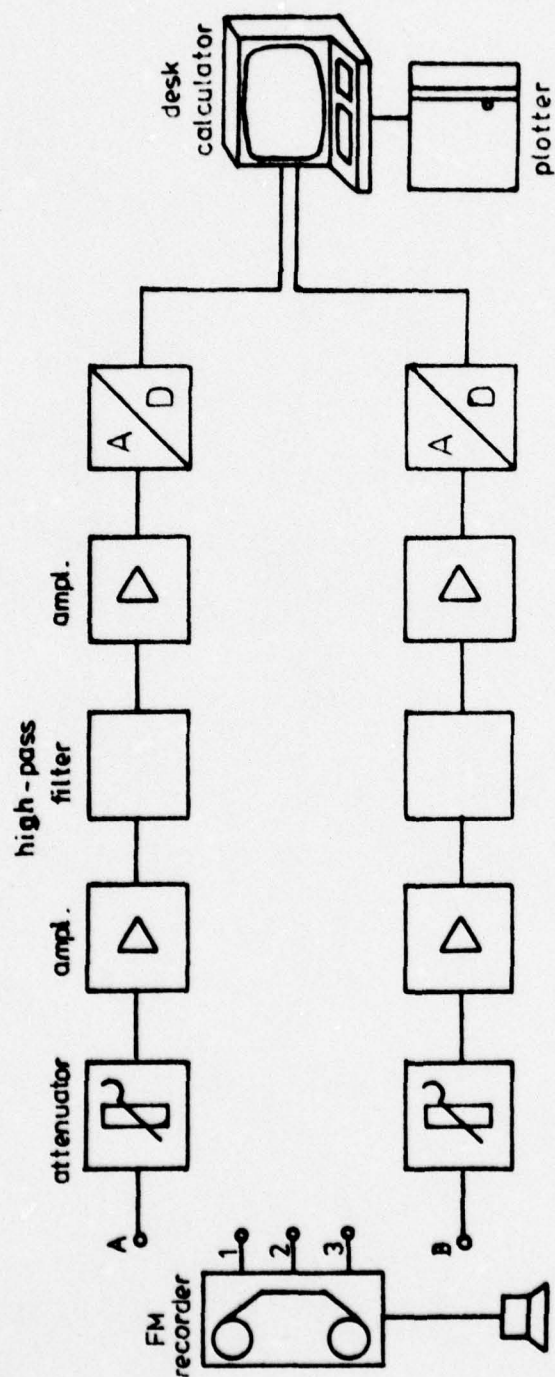 FM
recorder
1
2
3
A
B
attenuator
ampl.
high-pass
filter
ampl.
A
D
A
D
desk
calculator
plotter